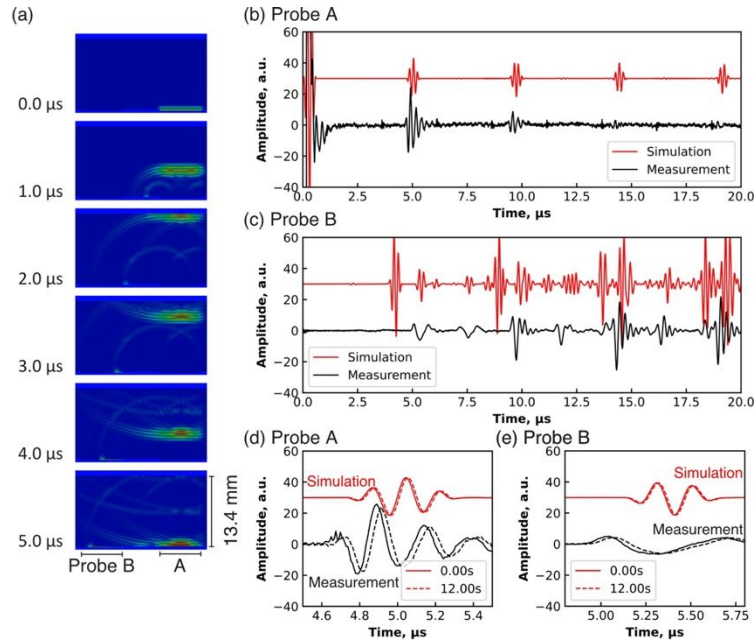 (a)
0.0 μs
1.0 μs
2.0 μs
3.0 μs
4.0 μs
5.0 μs
13.4 mm
Probe B
A
(b) Probe A
60
40
20
0
−20
−40
Amplitude, a.u.
Simulation
Measurement
0.0 2.5 5.0 7.5 10.0 12.5 15.0 17.5 20.0
Time, μs
(c) Probe B
60
40
20
0
−20
−40
Amplitude, a.u.
Simulation
Measurement
0.0 2.5 5.0 7.5 10.0 12.5 15.0 17.5 20.0
Time, μs
(d) Probe A
60
40
20
0
−20
−40
Amplitude, a.u.
Simulation
Measurement
0.00s
12.00s
4.6 4.8 5.0 5.2 5.4
Time, μs
(e) Probe B
60
40
20
0
−20
−40
Amplitude, a.u.
Simulation
Measurement
0.00s
12.00s
5.00 5.25 5.50 5.75
Time, μs